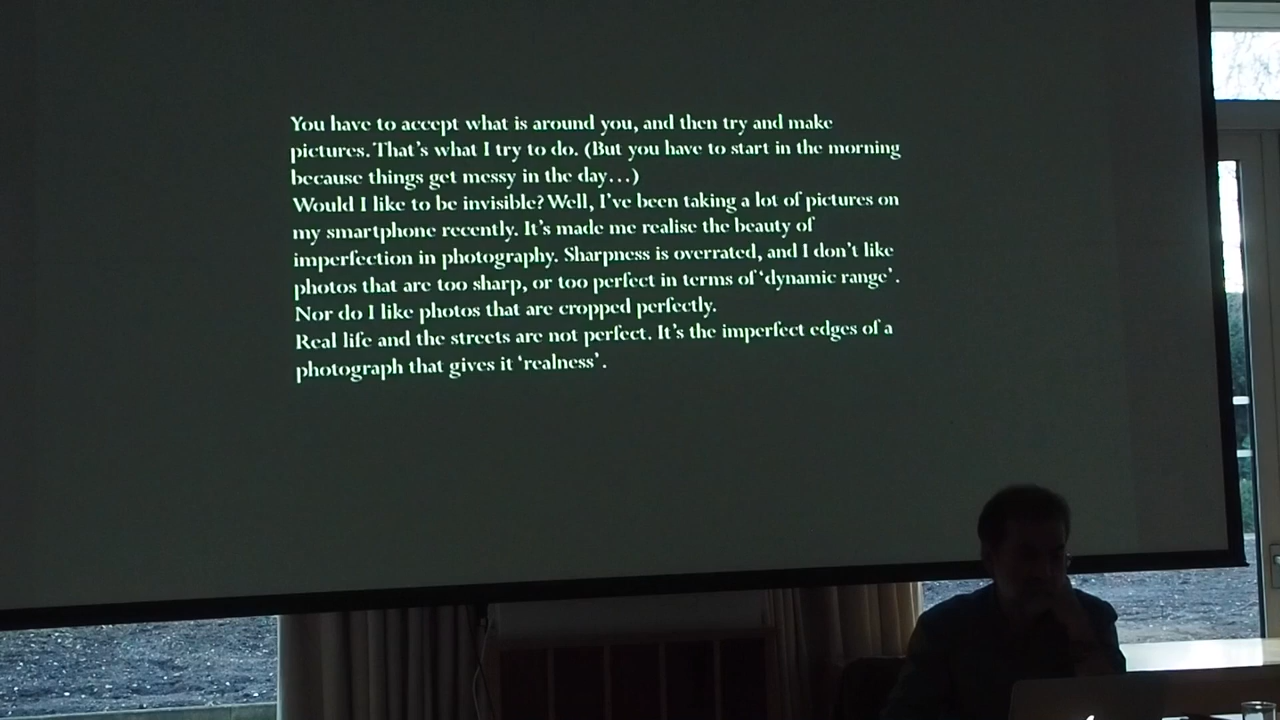 You have to accept what is around you, and then try and make
pictures. That's what I try to do. (But you have to start in the morning
because things get messy in the day...)
Would I like to be invisible? Well, I've been taking a lot of pictures on
my smartphone recently. It's made me realise the beauty of
imperfection in photography. Sharpness is overrated, and I don't like
photos that are too sharp, or too perfect in terms of 'dynamic range'.
Nor do I like photos that are cropped perfectly.
Real life and the streets are not perfect. It's the imperfect edges of a
photograph that gives it 'realness'.